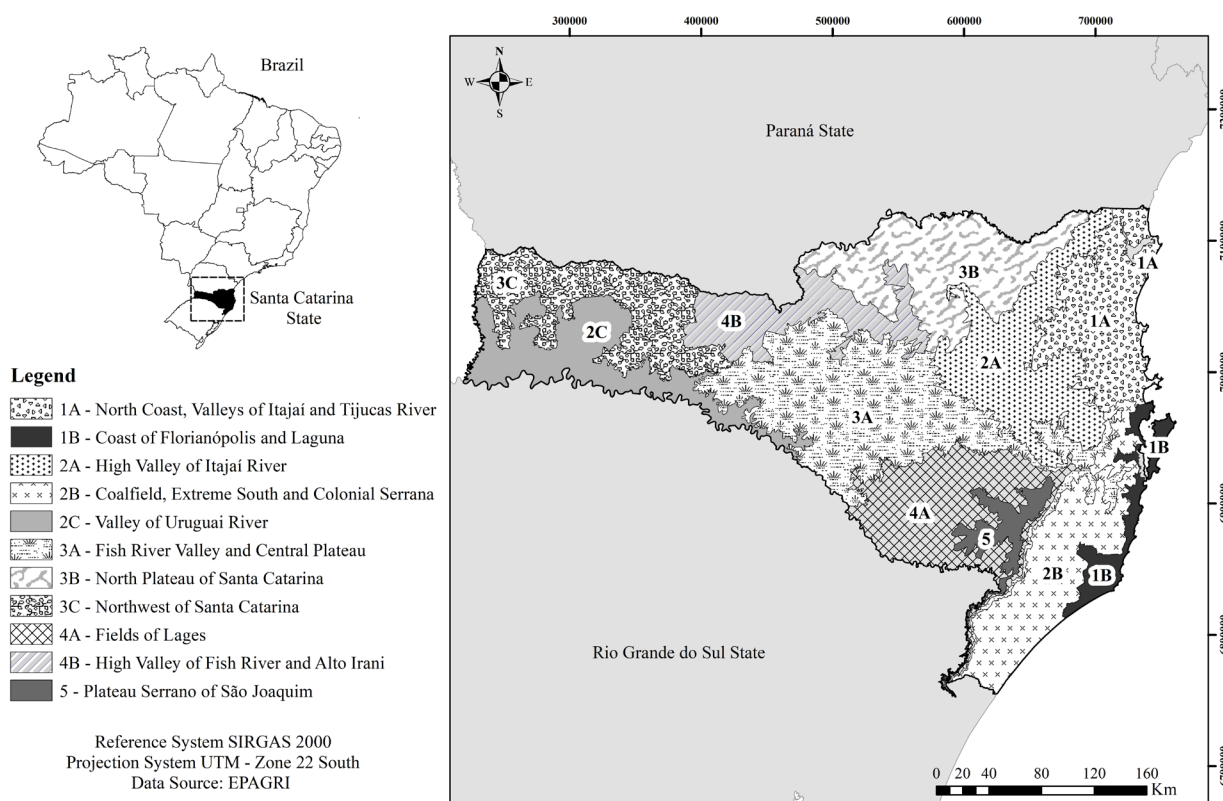 Brazil
Santa Catarina
State
Legend
1A - North Coast, Valleys of Itajaí and Tijucas River
1B - Coast of Florianópolis and Laguna
2A - High Valley of Itajaí River
2B - Coalfield, Extreme South and Colonial Serrana
2C - Valley of Uruguai River
3A - Fish River Valley and Central Plateau
3B - North Plateau of Santa Catarina
3C - Northwest of Santa Catarina
4A - Fields of Lages
4B - High Valley of Fish River and Alto Irani
5 - Plateau Serrano of São Joaquim
Reference System SIRGAS 2000
Projection System UTM - Zone 22 South
Data Source: EPAGRI
300000 400000 500000 600000 700000
N
W E
S
Paraná State
3B
1A
3C
4B
1A
2C
2A
3A
1B
4A
5
2B
1B
Rio Grande do Sul State
0 20 40 80 120 160
Km